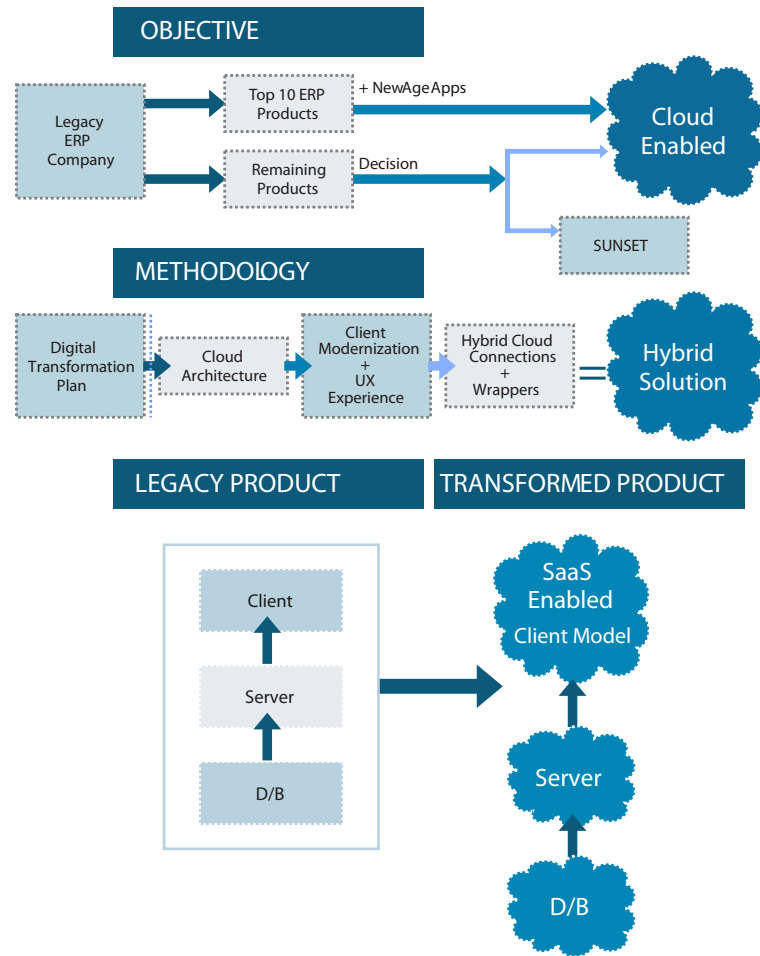 OBJECTIVE
Legacy
ERP
Company
Top 10 ERP
Products
+ NewAgeApps
Cloud
Enabled
Remaining
Products
Decision
SUNSET
METHODOLOGY
Digital
Transformation
Plan
Cloud
Architecture
Client
Modernization
+
UX
Experience
Hybrid Cloud
Connections
+
Wrappers
=
Hybrid
Solution
LEGACY PRODUCT
Client
Server
D/B
TRANSFORMED PRODUCT
SaaS
Enabled
Client Model
Server
D/B